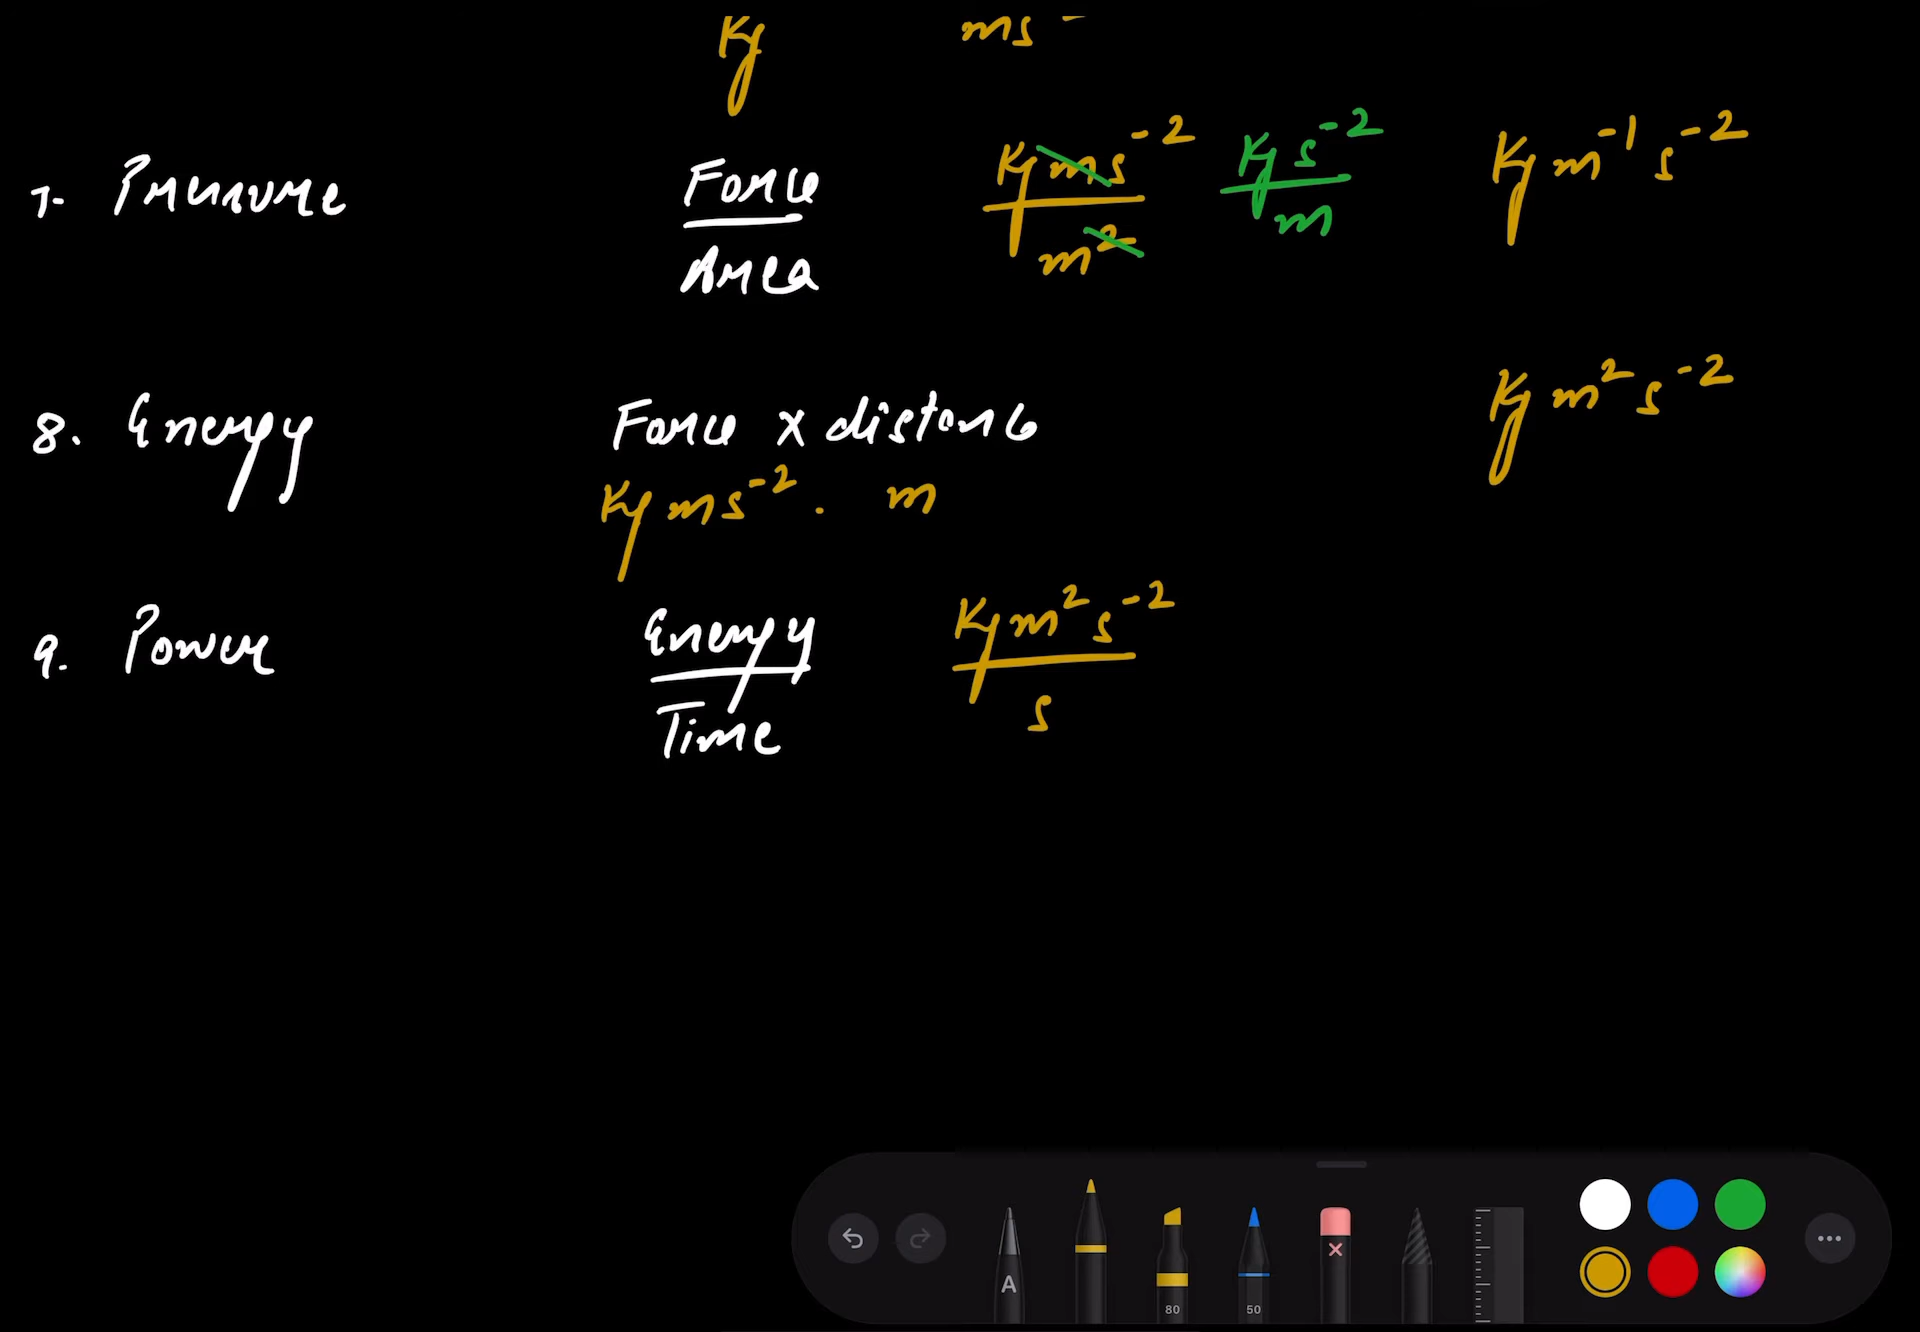 Kg ms⁻
7. Pressure Force Kg ms⁻² Kg s⁻² Kg m⁻¹ s⁻²
Area m² m
8. Energy Force x distance Kg m² s⁻²
Kg ms⁻² . m
9. Power Energy Kg m² s⁻²
Time s
A
80
50